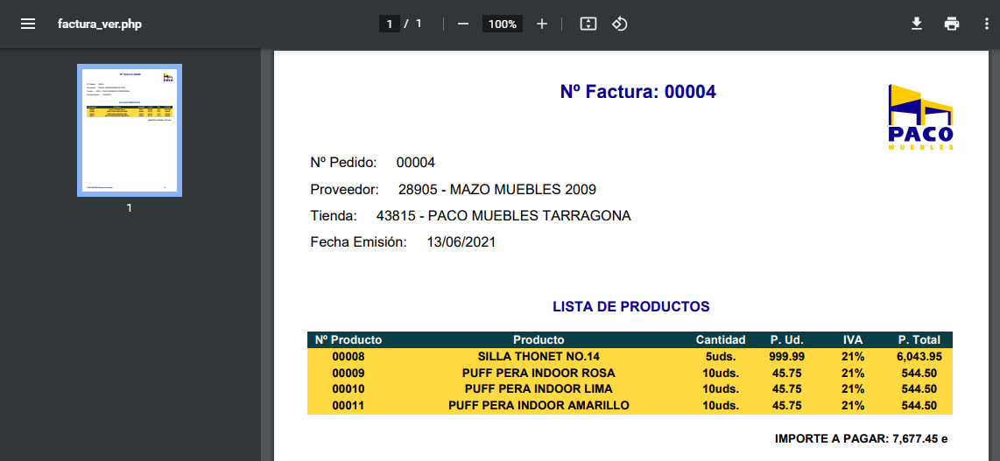 factura_ver.php
1 / 1
100%
1
Nº Factura: 00004
PACO
MUEBLES
Nº Pedido: 00004
Proveedor: 28905 - MAZO MUEBLES 2009
Tienda: 43815 - PACO MUEBLES TARRAGONA
Fecha Emisión: 13/06/2021
LISTA DE PRODUCTOS
Nº Producto Producto Cantidad P. Ud. IVA P. Total
00008 SILLA THONET NO.14 5uds. 999.99 21% 6,043.95
00009 PUFF PERA INDOOR ROSA 10uds. 45.75 21% 544.50
00010 PUFF PERA INDOOR LIMA 10uds. 45.75 21% 544.50
00011 PUFF PERA INDOOR AMARILLO 10uds. 45.75 21% 544.50
IMPORTE A PAGAR: 7,677.45 e